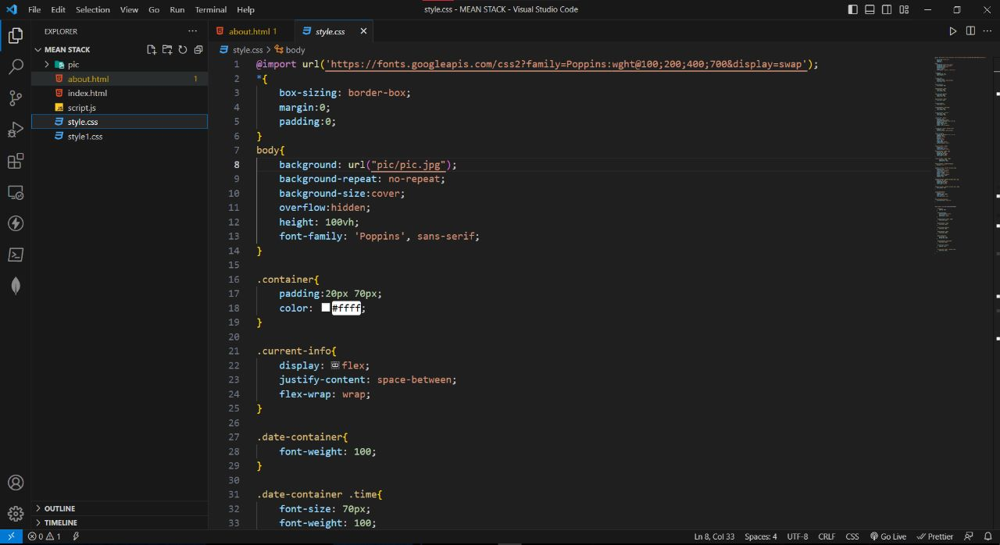 File Edit Selection View Go Run Terminal Help
style.css - MEAN STACK - Visual Studio Code
EXPLORER
MEAN STACK
pic
about.html 1
index.html
script.js
style.css
style1.css
OUTLINE
TIMELINE
about.html 1
style.css
style.css > body
1 @import url('https://fonts.googleapis.com/css2?family=Poppins:wght@100;200;400;700&display=swap');
2 *{
3 box-sizing: border-box;
4 margin:0;
5 padding:0;
6 }
7 body{
8 background: url("pic/pic.jpg");
9 background-repeat: no-repeat;
10 background-size:cover;
11 overflow:hidden;
12 height: 100vh;
13 font-family: 'Poppins', sans-serif;
14 }
15
16 .container{
17 padding:20px 70px;
18 color: #ffff;
19 }
20
21 .current-info{
22 display: flex;
23 justify-content: space-between;
24 flex-wrap: wrap;
25 }
26
27 .date-container{
28 font-weight: 100;
29 }
30
31 .date-container .time{
32 font-size: 70px;
33 font-weight: 100;
0 1
Ln 8, Col 33 Spaces: 4 UTF-8 CRLF CSS Go Live Prettier